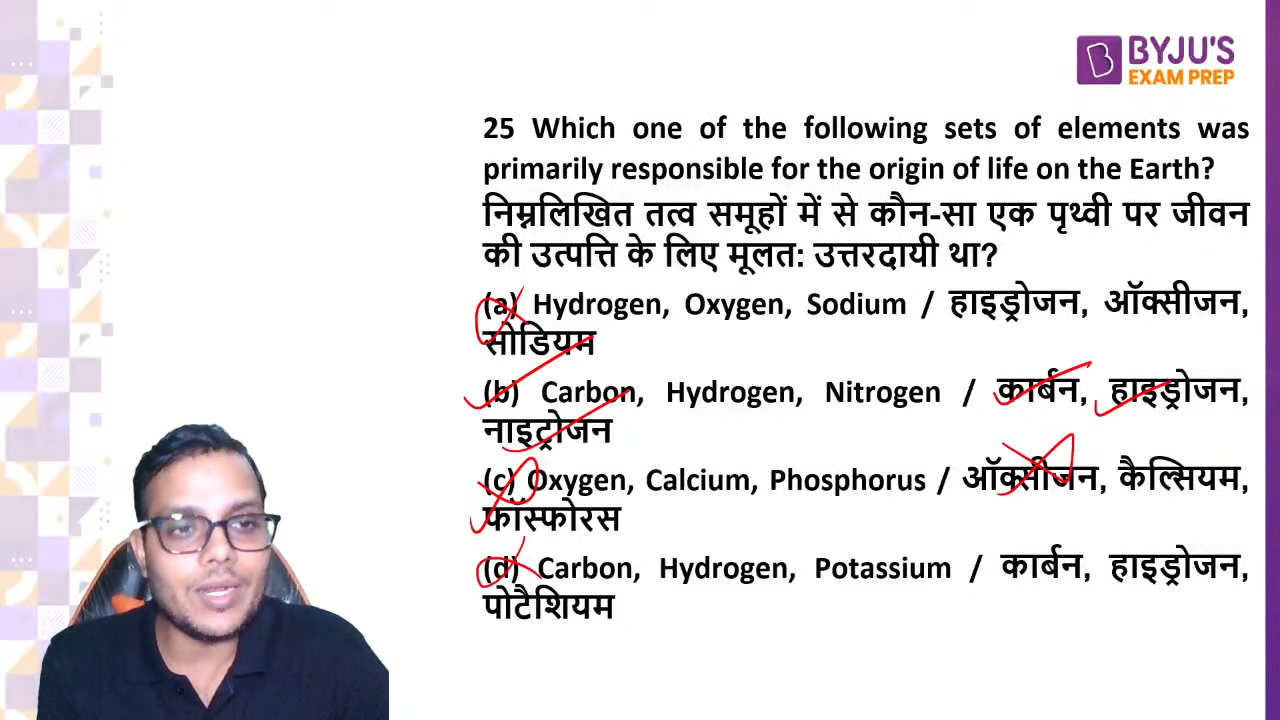 BYJU'S
EXAM PREP
25 Which one of the following sets of elements was
primarily responsible for the origin of life on the Earth?
निम्नलिखित तत्व समूहों में से कौन-सा एक पृथ्वी पर जीवन
की उत्पत्ति के लिए मूलत: उत्तरदायी था?
(a) Hydrogen, Oxygen, Sodium / हाइड्रोजन, ऑक्सीजन,
सोडियम
(b) Carbon, Hydrogen, Nitrogen / कार्बन, हाइड्रोजन,
नाइट्रोजन
(c) Oxygen, Calcium, Phosphorus / ऑक्सीजन, कैल्सियम,
फॉस्फोरस
(d) Carbon, Hydrogen, Potassium / कार्बन, हाइड्रोजन,
पोटैशियम